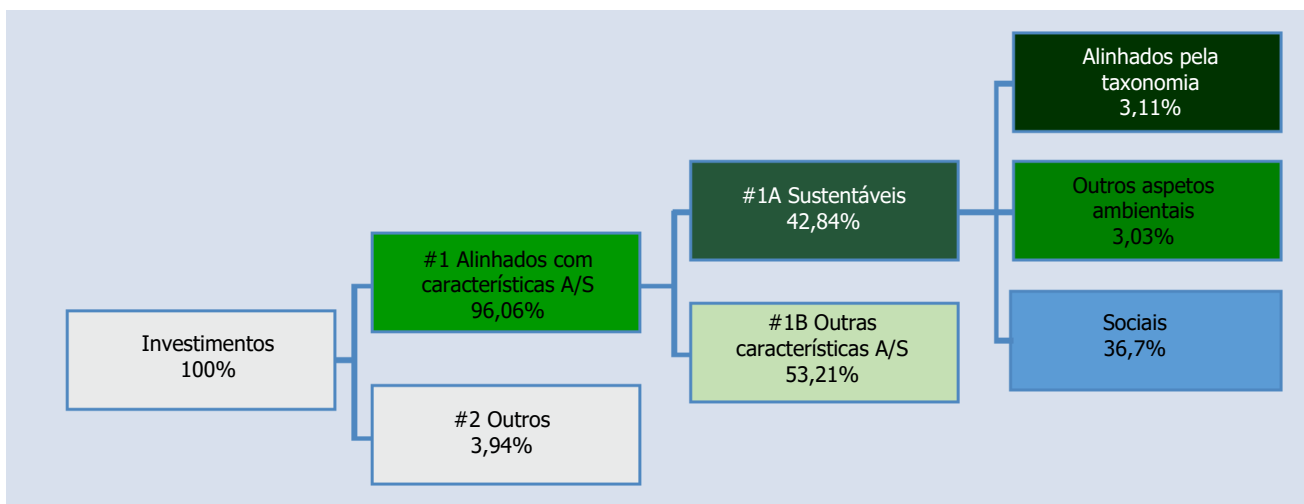 Investimentos
100%
#1 Alinhados com
características A/S
96,06%
#2 Outros
3,94%
#1A Sustentáveis
42,84%
#1B Outras
características A/S
53,21%
Alinhados pela
taxonomia
3,11%
Outros aspetos
ambientais
3,03%
Sociais
36,7%